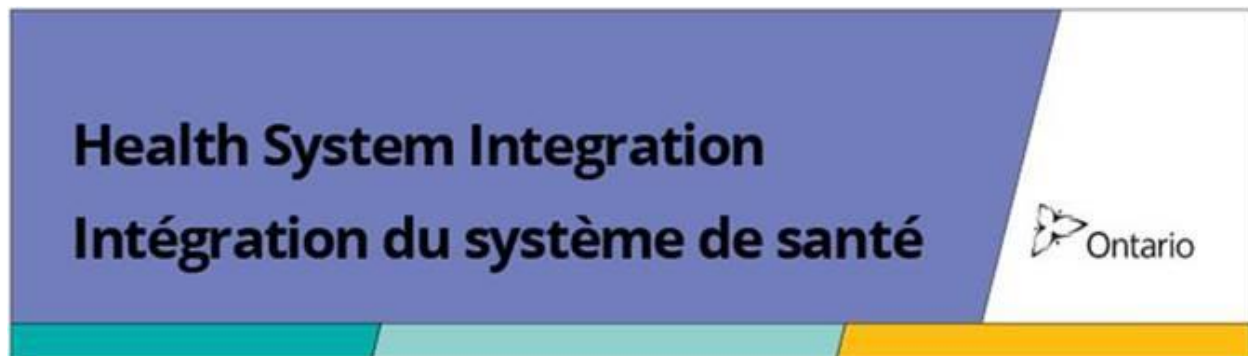 Health System Integration
Intégration du système de santé
Ontario